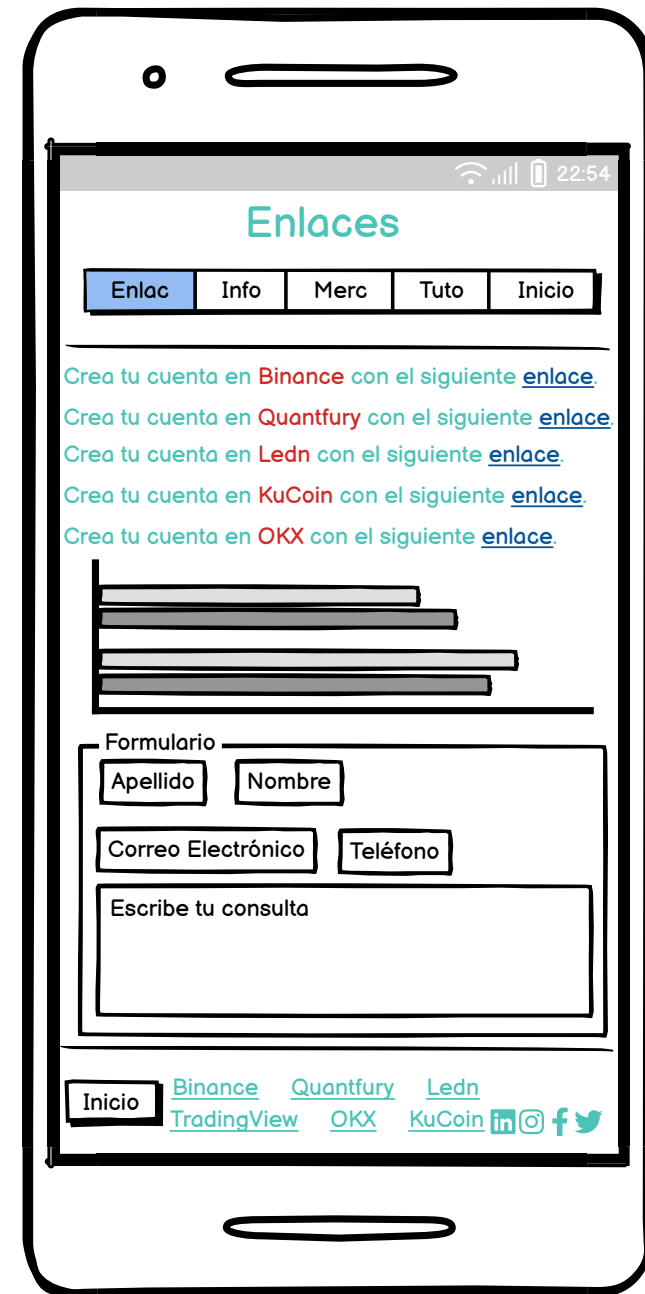 22:54
Enlaces
Enlac Info Merc Tuto Inicio
Crea tu cuenta en Binance con el siguiente enlace.
Crea tu cuenta en Quantfury con el siguiente enlace.
Crea tu cuenta en Ledn con el siguiente enlace.
Crea tu cuenta en KuCoin con el siguiente enlace.
Crea tu cuenta en OKX con el siguiente enlace.
Formulario
Apellido Nombre
Correo Electrónico Teléfono
Escribe tu consulta
Inicio
Binance Quantfury Ledn
TradingView OKX KuCoin